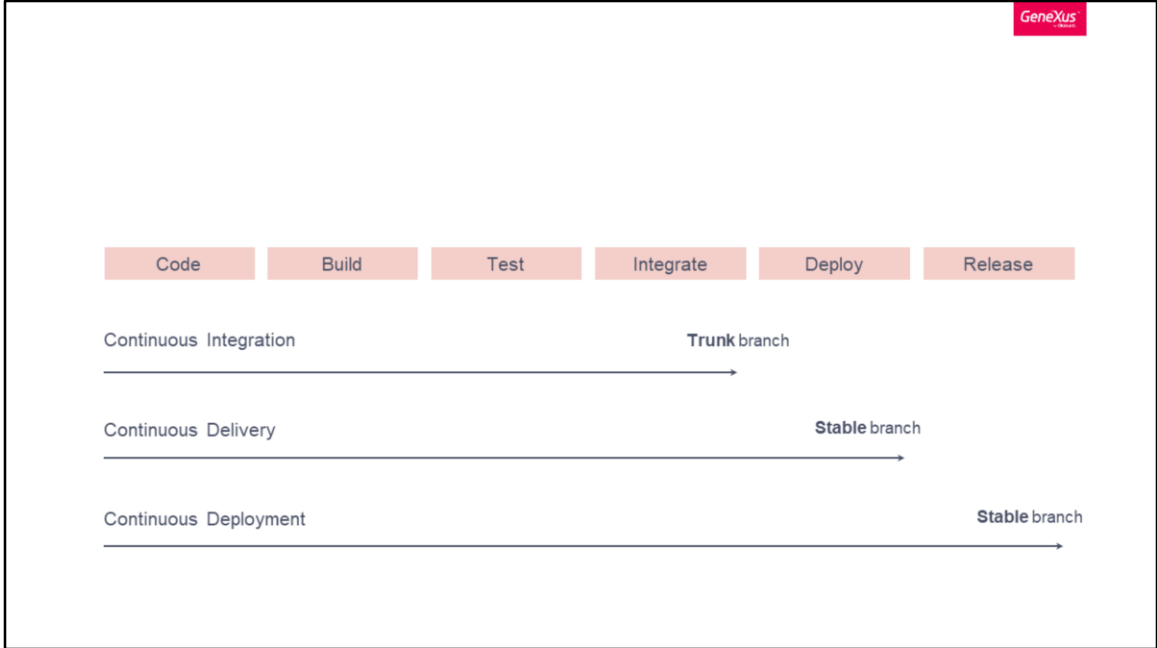 GeneXus
Code Build Test Integrate Deploy Release
Continuous Integration Trunk branch
Continuous Delivery Stable branch
Continuous Deployment Stable branch